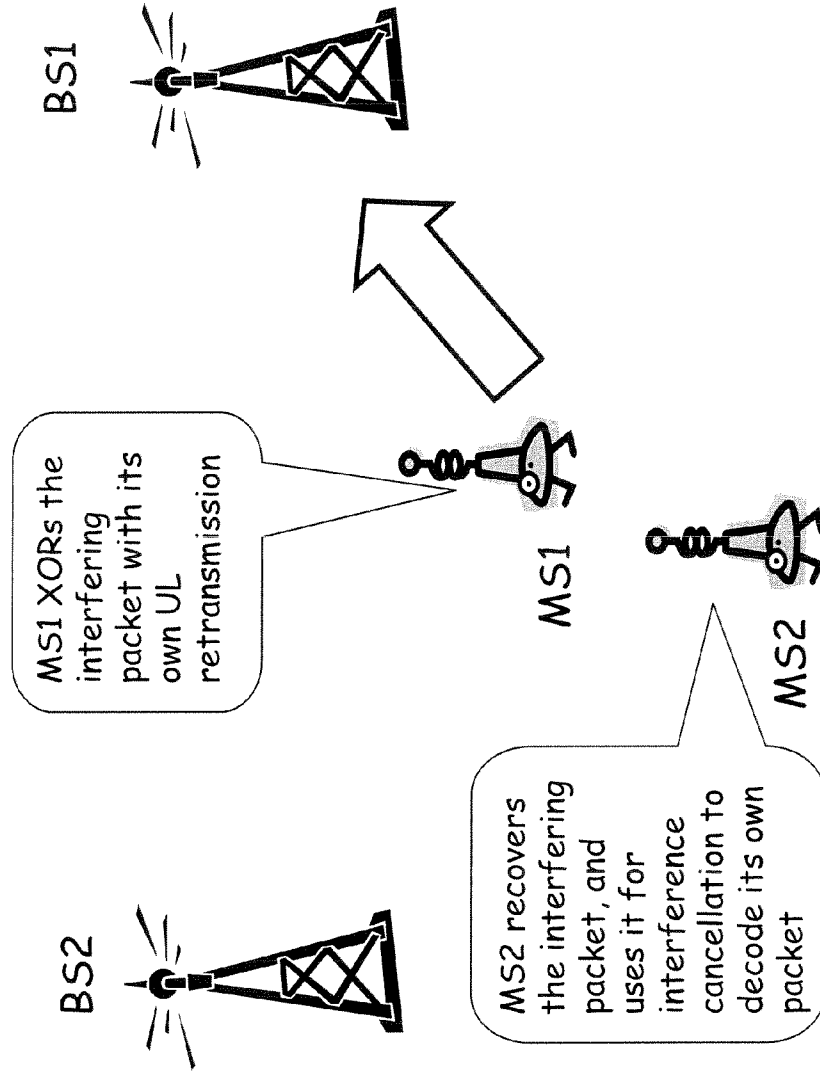 BS2
BS1
MS1 XORs the
interfering
packet with its
own UL
retransmission
MS1
MS2 recovers
the interfering
packet, and
uses it for
interference
cancellation to
decode its own
packet
MS2